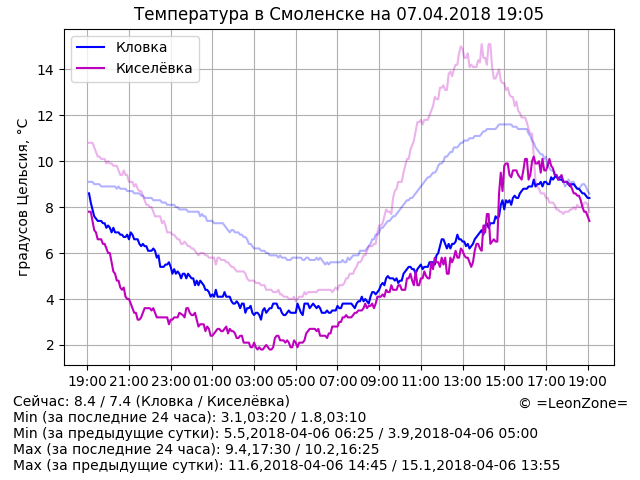 Температура в Смоленске на 07.04.2018 19:05
Кловка
Киселёвка
градусов Цельсия, °C
14
12
10
8
6
4
2
19:00 21:00 23:00 01:00 03:00 05:00 07:00 09:00 11:00 13:00 15:00 17:00 19:00
Сейчас: 8.4 / 7.4 (Кловка / Киселёвка)
© =LeonZone=
Min (за последние 24 часа): 3.1,03:20 / 1.8,03:10
Min (за предыдущие сутки): 5.5,2018-04-06 06:25 / 3.9,2018-04-06 05:00
Max (за последние 24 часа): 9.4,17:30 / 10.2,16:25
Max (за предыдущие сутки): 11.6,2018-04-06 14:45 / 15.1,2018-04-06 13:55